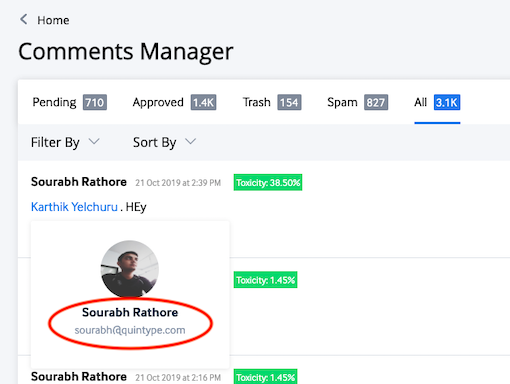 Home
Comments Manager
Pending 710 Approved 1.4K Trash 154 Spam 827 All 3.1K
Filter By Sort By
Sourabh Rathore 21 Oct 2019 at 2:39 PM Toxicity: 38.50%
Karthik Yelchuru . HEy
Toxicity: 1.45%
Sourabh Rathore
sourabh@quintype.com
Sourabh Rathore 21 Oct 2019 at 2:16 PM Toxicity: 1.45%